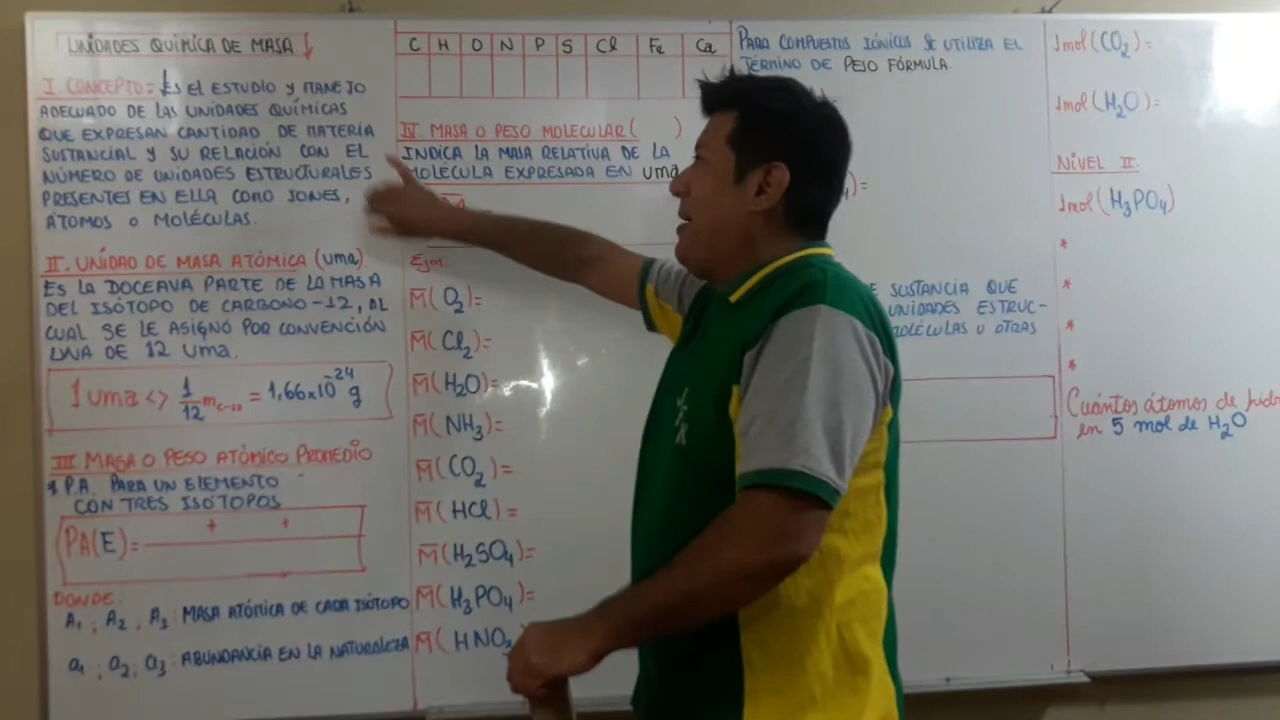 UNIDADES QUÍMICA DE MASA
I. CONCEPTO = ES EL ESTUDIO Y MANEJO
ADECUADO DE LAS UNIDADES QUÍMICAS
QUE EXPRESAN CANTIDAD DE MATERIA
SUSTANCIAL Y SU RELACIÓN CON EL
NÚMERO DE UNIDADES ESTRUCTURALES
PRESENTES EN ELLA COMO IONES,
ÁTOMOS O MOLÉCULAS.
II. UNIDAD DE MASA ATÓMICA (uma)
ES LA DOCEAVA PARTE DE LA MASA
DEL ISÓTOPO DE CARBONO-12, AL
CUAL SE LE ASIGNÓ POR CONVENCIÓN
UNA DE 12 uma.
1 uma <> 1/12 m C-12 = 1,66x10⁻²⁴ g
III MASA O PESO ATÓMICO PROMEDIO
* P.A. PARA UN ELEMENTO
CON TRES ISÓTOPOS
PA(E) = + +
DONDE:
A₁ ; A₂ ; A₃ : MASA ATÓMICA DE CADA ISÓTOPO
a₁ ; a₂ ; a₃ : ABUNDANCIA EN LA NATURALEZA
C H O N P S Cl Fe Ca
IV. MASA O PESO MOLECULAR ( )
INDICA LA MASA RELATIVA DE LA
MOLÉCULA EXPRESADA EN uma
M̅
Ejm:
M̅(O₂)=
M̅(Cl₂)=
M̅(H₂O)=
M̅(NH₃)=
M̅(CO₂)=
M̅(HCl)=
M̅(H₂SO₄)=
M̅(H₃PO₄)=
M̅(HNO
PARA COMPUESTOS IÓNICOS SE UTILIZA EL
TÉRMINO DE PESO FÓRMULA.
)=
SUSTANCIA QUE
UNIDADES ESTRUC-
MOLÉCULAS U OTRAS
1mol(CO₂)=
1mol(H₂O)=
NIVEL II.
1mol(H₃PO₄)
*
*
*
*
Cuántos átomos de hid
en 5 mol de H₂O